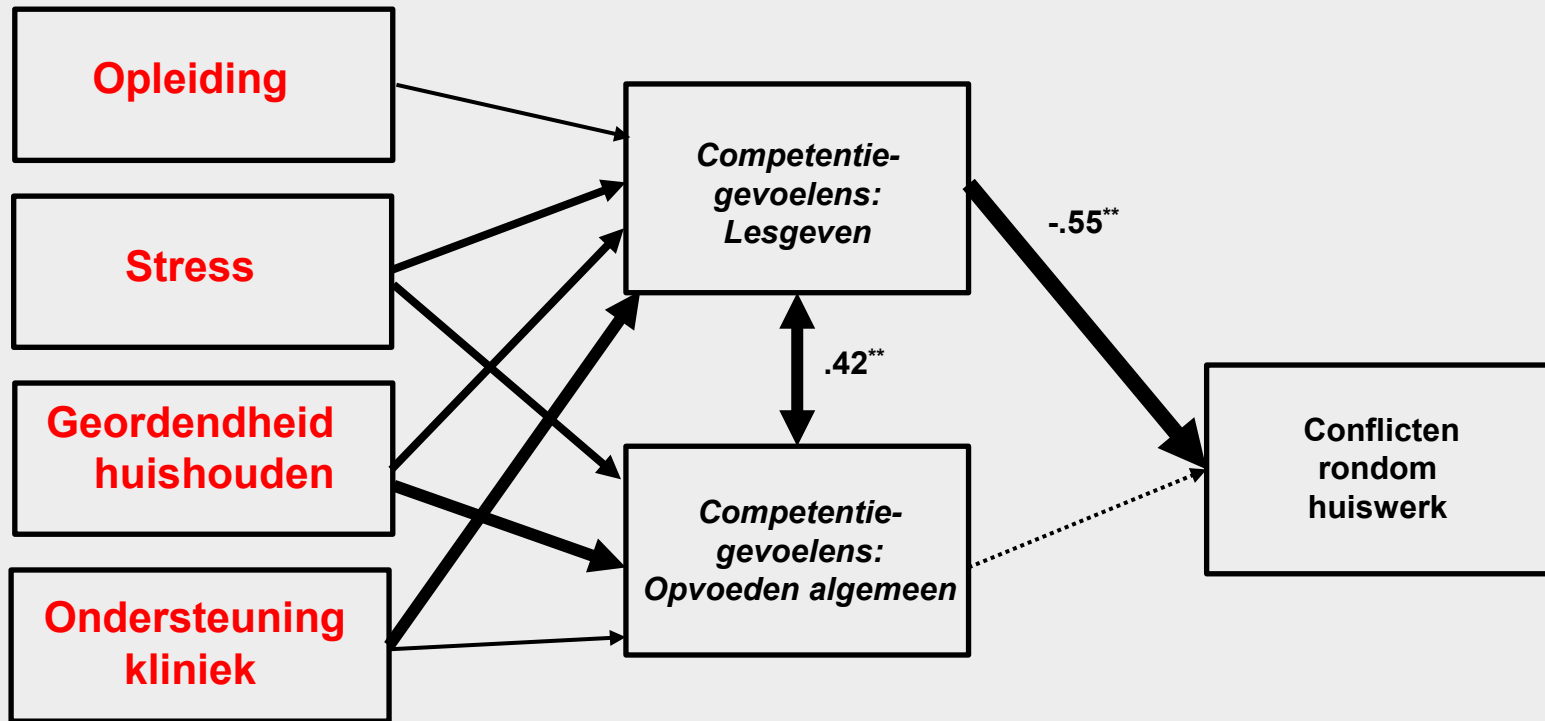 Opleiding
Stress
Geordendheid
huishouden
Ondersteuning
kliniek
Competentie-
gevoelens:
Lesgeven
-.55**
.42**
Competentie-
gevoelens:
Opvoeden algemeen
Conflicten
rondom
huiswerk